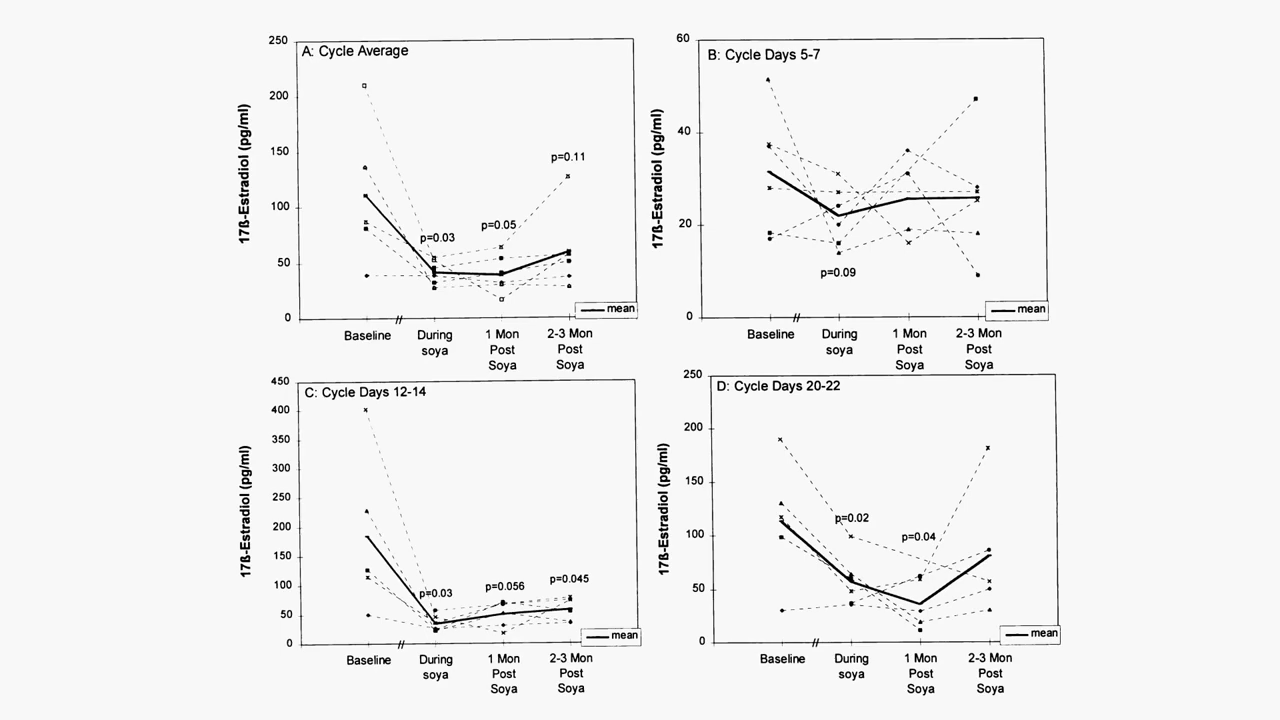 A: Cycle Average
250
200
150
100
50
0
17ß-Estradiol (pg/ml)
p=0.03
p=0.05
p=0.11
mean
Baseline
During
soya
1 Mon
Post
Soya
2-3 Mon
Post
Soya
B: Cycle Days 5-7
60
40
20
0
17ß-Estradiol (pg/ml)
p=0.09
mean
Baseline
During
soya
1 Mon
Post
Soya
2-3 Mon
Post
Soya
C: Cycle Days 12-14
450
400
350
300
250
200
150
100
50
0
17ß-Estradiol (pg/ml)
p=0.03
p=0.056
p=0.045
mean
Baseline
During
soya
1 Mon
Post
Soya
2-3 Mon
Post
Soya
D: Cycle Days 20-22
250
200
150
100
50
0
17ß-Estradiol (pg/ml)
p=0.02
p=0.04
mean
Baseline
During
soya
1 Mon
Post
Soya
2-3 Mon
Post
Soya